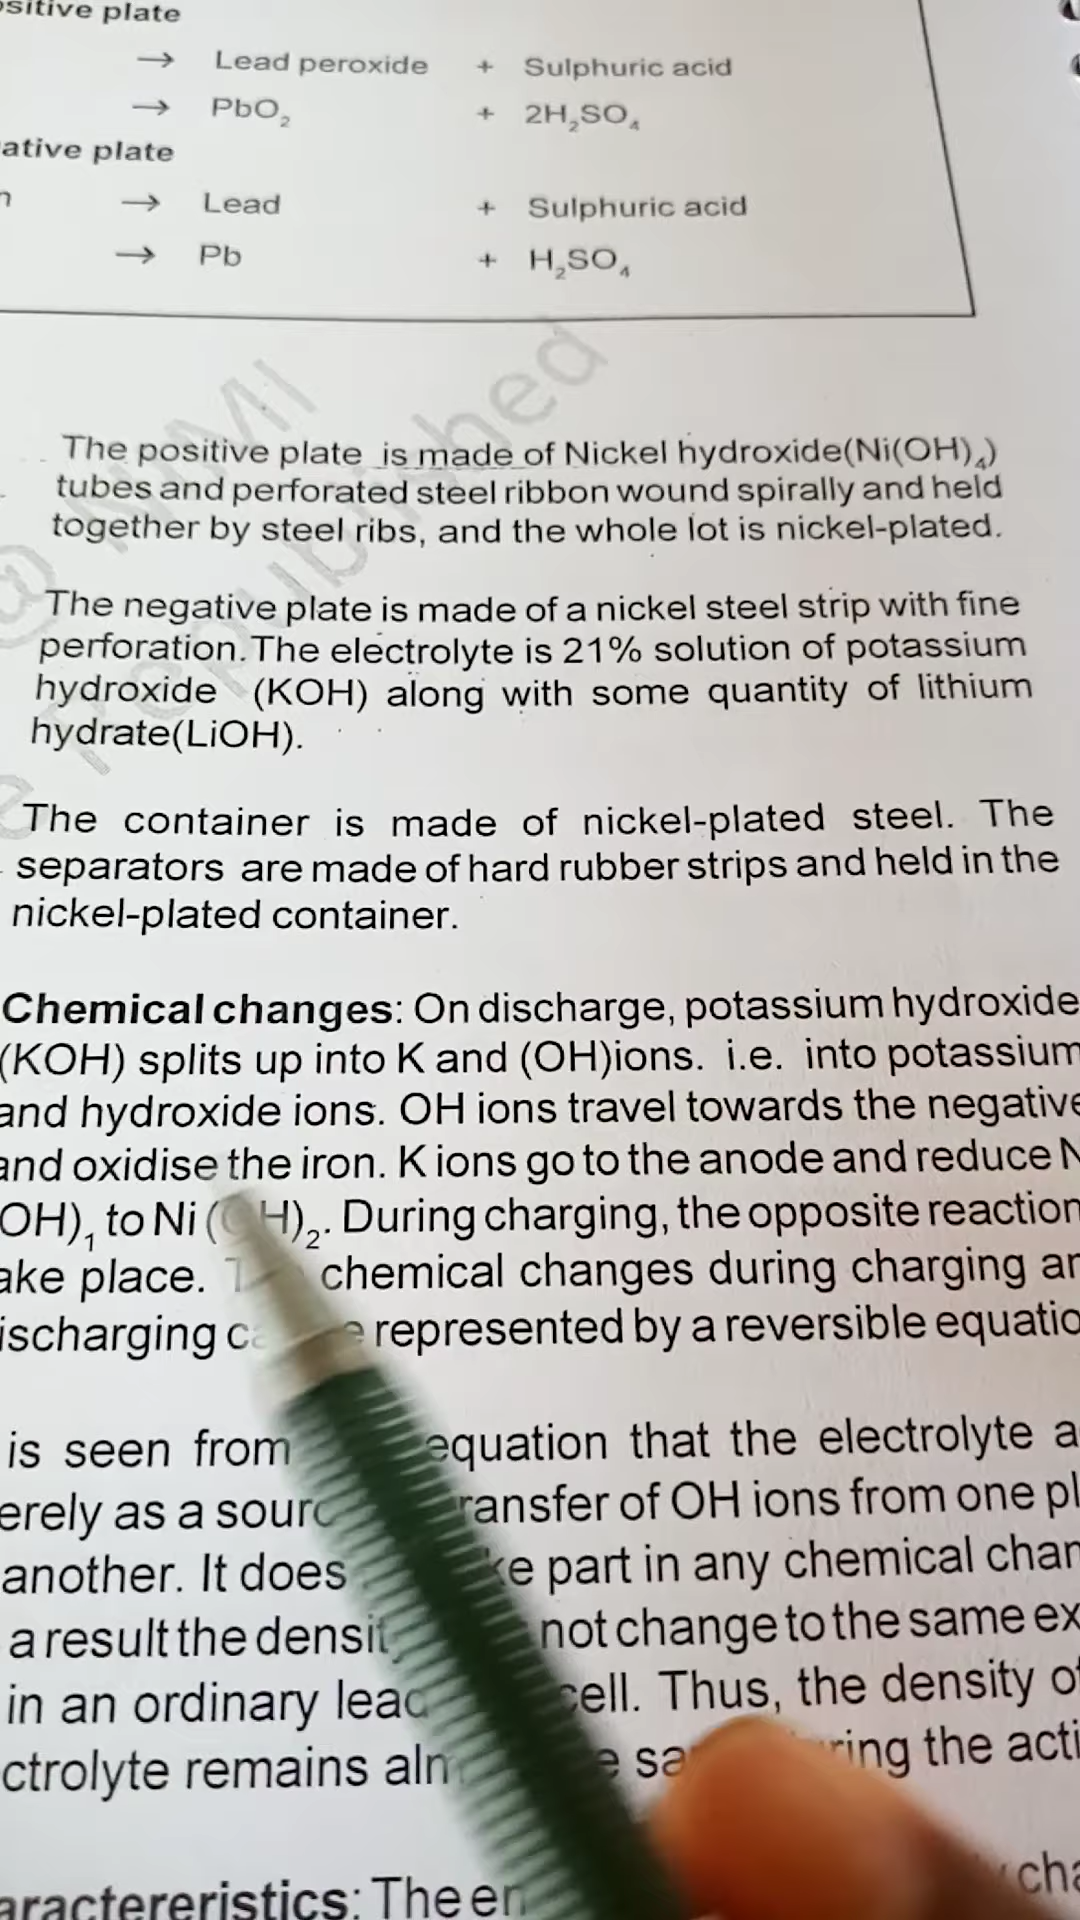 sitive plate
→ Lead peroxide + Sulphuric acid
→ PbO₂ + 2H₂SO₄
ative plate
n → Lead + Sulphuric acid
→ Pb + H₂SO₄
The positive plate is made of Nickel hydroxide(Ni(OH)₄)
tubes and perforated steel ribbon wound spirally and held
together by steel ribs, and the whole lot is nickel-plated.
The negative plate is made of a nickel steel strip with fine
perforation. The electrolyte is 21% solution of potassium
hydroxide (KOH) along with some quantity of lithium
hydrate(LiOH).
The container is made of nickel-plated steel. The
separators are made of hard rubber strips and held in the
nickel-plated container.
Chemical changes: On discharge, potassium hydroxide
(KOH) splits up into K and (OH)ions. i.e. into potassium
and hydroxide ions. OH ions travel towards the negative
and oxidise the iron. K ions go to the anode and reduce N
OH)₁ to Ni (OH)₂. During charging, the opposite reaction
ake place. chemical changes during charging an
ischarging represented by a reversible equatio
is seen from equation that the electrolyte a
erely as a sourc ransfer of OH ions from one pl
another. It does part in any chemical chan
a result the densit not change to the same ex
in an ordinary lead cell. Thus, the density of
ctrolyte remains alm sa ring the acti
aractereristics: The en cha
@ NMI
e Republished